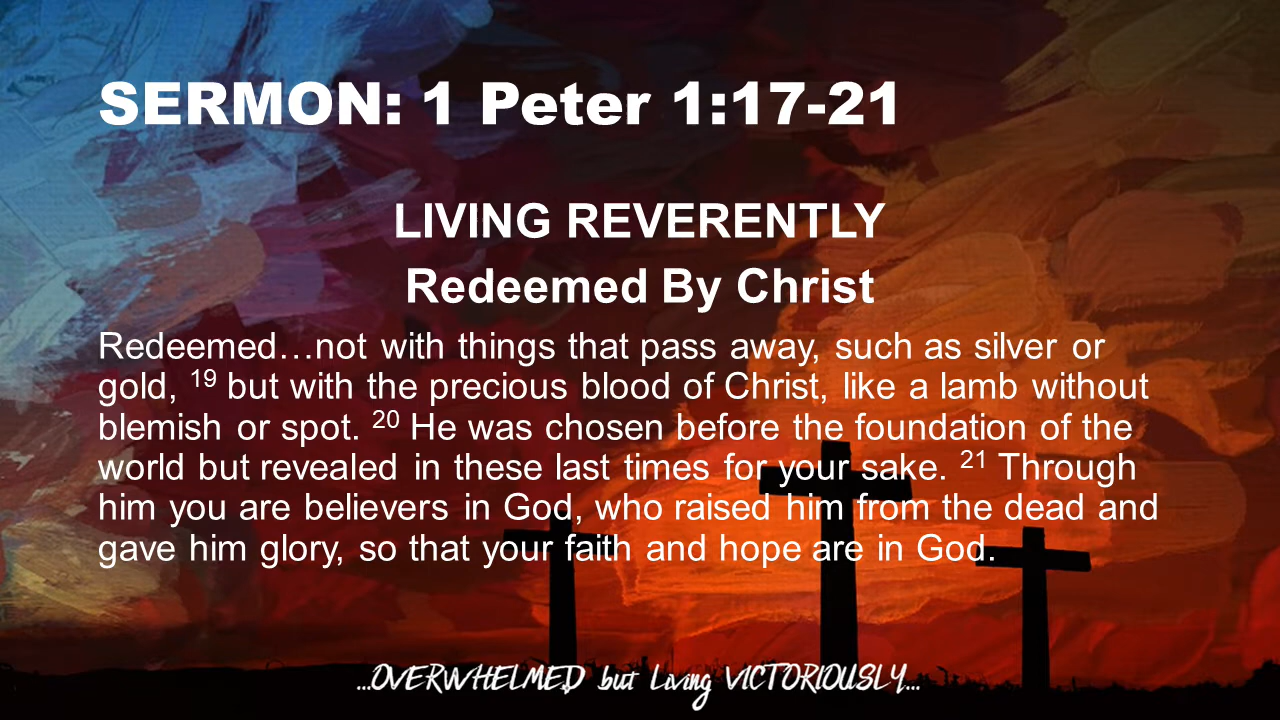 SERMON: 1 Peter 1:17-21
LIVING REVERENTLY
Redeemed By Christ
Redeemed…not with things that pass away, such as silver or
gold, 19 but with the precious blood of Christ, like a lamb without
blemish or spot. 20 He was chosen before the foundation of the
world but revealed in these last times for your sake. 21 Through
him you are believers in God, who raised him from the dead and
gave him glory, so that your faith and hope are in God.
...OVERWHELMED but Living VICTORIOUSLY...